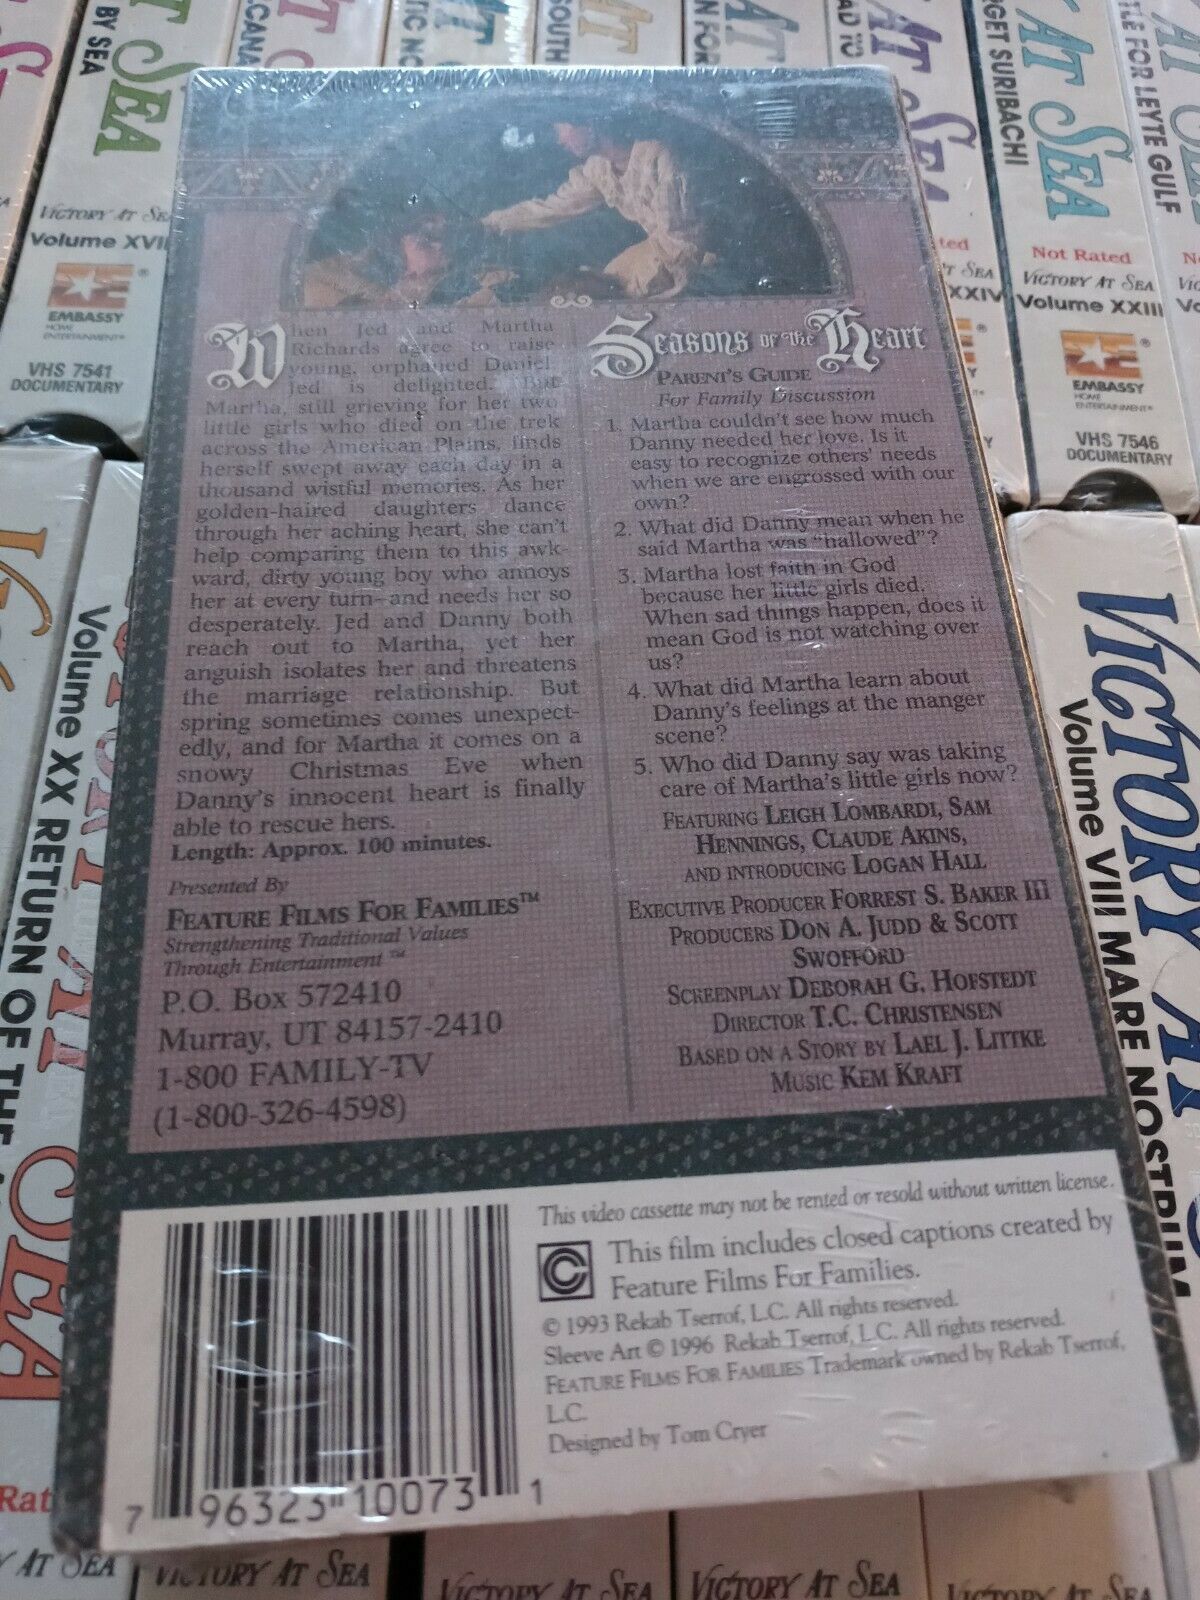 BY SEA
AT SEA
VICTORY AT SEA
Volume XVII
EMBASSY
HOME
ENTERTAINMENT®
VHS 7541
DOCUMENTARY
AT SEA
RGET SURIBACHI
Not Rated
VICTORY AT SEA
Volume XXIII
EMBASSY
HOME
ENTERTAINMENT®
VHS 7546
DOCUMENTARY
TLE FOR LEYTE GULF
XXIV
When Jed and Martha
Richards agree to raise
young, orphaned Daniel,
Jed is delighted. But
Martha, still grieving for her two
little girls who died on the trek
across the American Plains, finds
herself swept away each day in a
thousand wistful memories. As her
golden-haired daughters dance
through her aching heart, she can't
help comparing them to this awk-
ward, dirty young boy who annoys
her at every turn–and needs her so
desperately. Jed and Danny both
reach out to Martha, yet her
anguish isolates her and threatens
the marriage relationship. But
spring sometimes comes unexpect-
edly, and for Martha it comes on a
snowy Christmas Eve when
Danny's innocent heart is finally
able to rescue hers.
Length: Approx. 100 minutes.
Presented By
FEATURE FILMS FOR FAMILIES™
Strengthening Traditional Values
Through Entertainment™
P.O. Box 572410
Murray, UT 84157-2410
1-800 FAMILY-TV
(1-800-326-4598)
SEASONS OF THE HEART
PARENT'S GUIDE
For Family Discussion
1. Martha couldn't see how much
Danny needed her love. Is it
easy to recognize others' needs
when we are engrossed with our
own?
2. What did Danny mean when he
said Martha was "hallowed"?
3. Martha lost faith in God
because her little girls died.
When sad things happen, does it
mean God is not watching over
us?
4. What did Martha learn about
Danny's feelings at the manger
scene?
5. Who did Danny say was taking
care of Martha's little girls now?
FEATURING LEIGH LOMBARDI, SAM
HENNINGS, CLAUDE AKINS,
AND INTRODUCING LOGAN HALL
EXECUTIVE PRODUCER FORREST S. BAKER III
PRODUCERS DON A. JUDD & SCOTT
SWOFFORD
SCREENPLAY DEBORAH G. HOFSTEDT
DIRECTOR T.C. CHRISTENSEN
BASED ON A STORY BY LAEL J. LITTKE
MUSIC KEM KRAFT
This video cassette may not be rented or resold without written license.
This film includes closed captions created by
Feature Films For Families.
© 1993 Rekab Tserrof, L.C. All rights reserved.
Sleeve Art © 1996 Rekab Tserrof, L.C. All rights reserved.
FEATURE FILMS FOR FAMILIES Trademark owned by Rekab Tserrof,
L.C.
Designed by Tom Cryer
7 96323 10073 1
Volume XX RETURN OF THE
VICTORY AT
Volume VIII MARE NOSTRUM
AT SEA
VICTORY AT SEA
VICTORY AT SEA
VICTORY AT SEA
VICTORY AT SEA